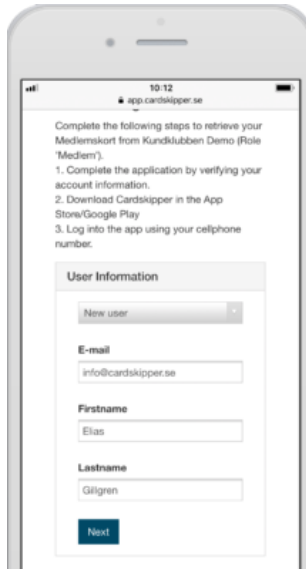 10:12
app.cardskipper.se
Complete the following steps to retrieve your
Medlemskort from Kundklubben Demo (Role
'Medlem').
1. Complete the application by verifying your
account information.
2. Download Cardskipper in the App
Store/Google Play
3. Log into the app using your cellphone
number.
User Information
New user
E-mail
info@cardskipper.se
Firstname
Elias
Lastname
Gillgren
Next